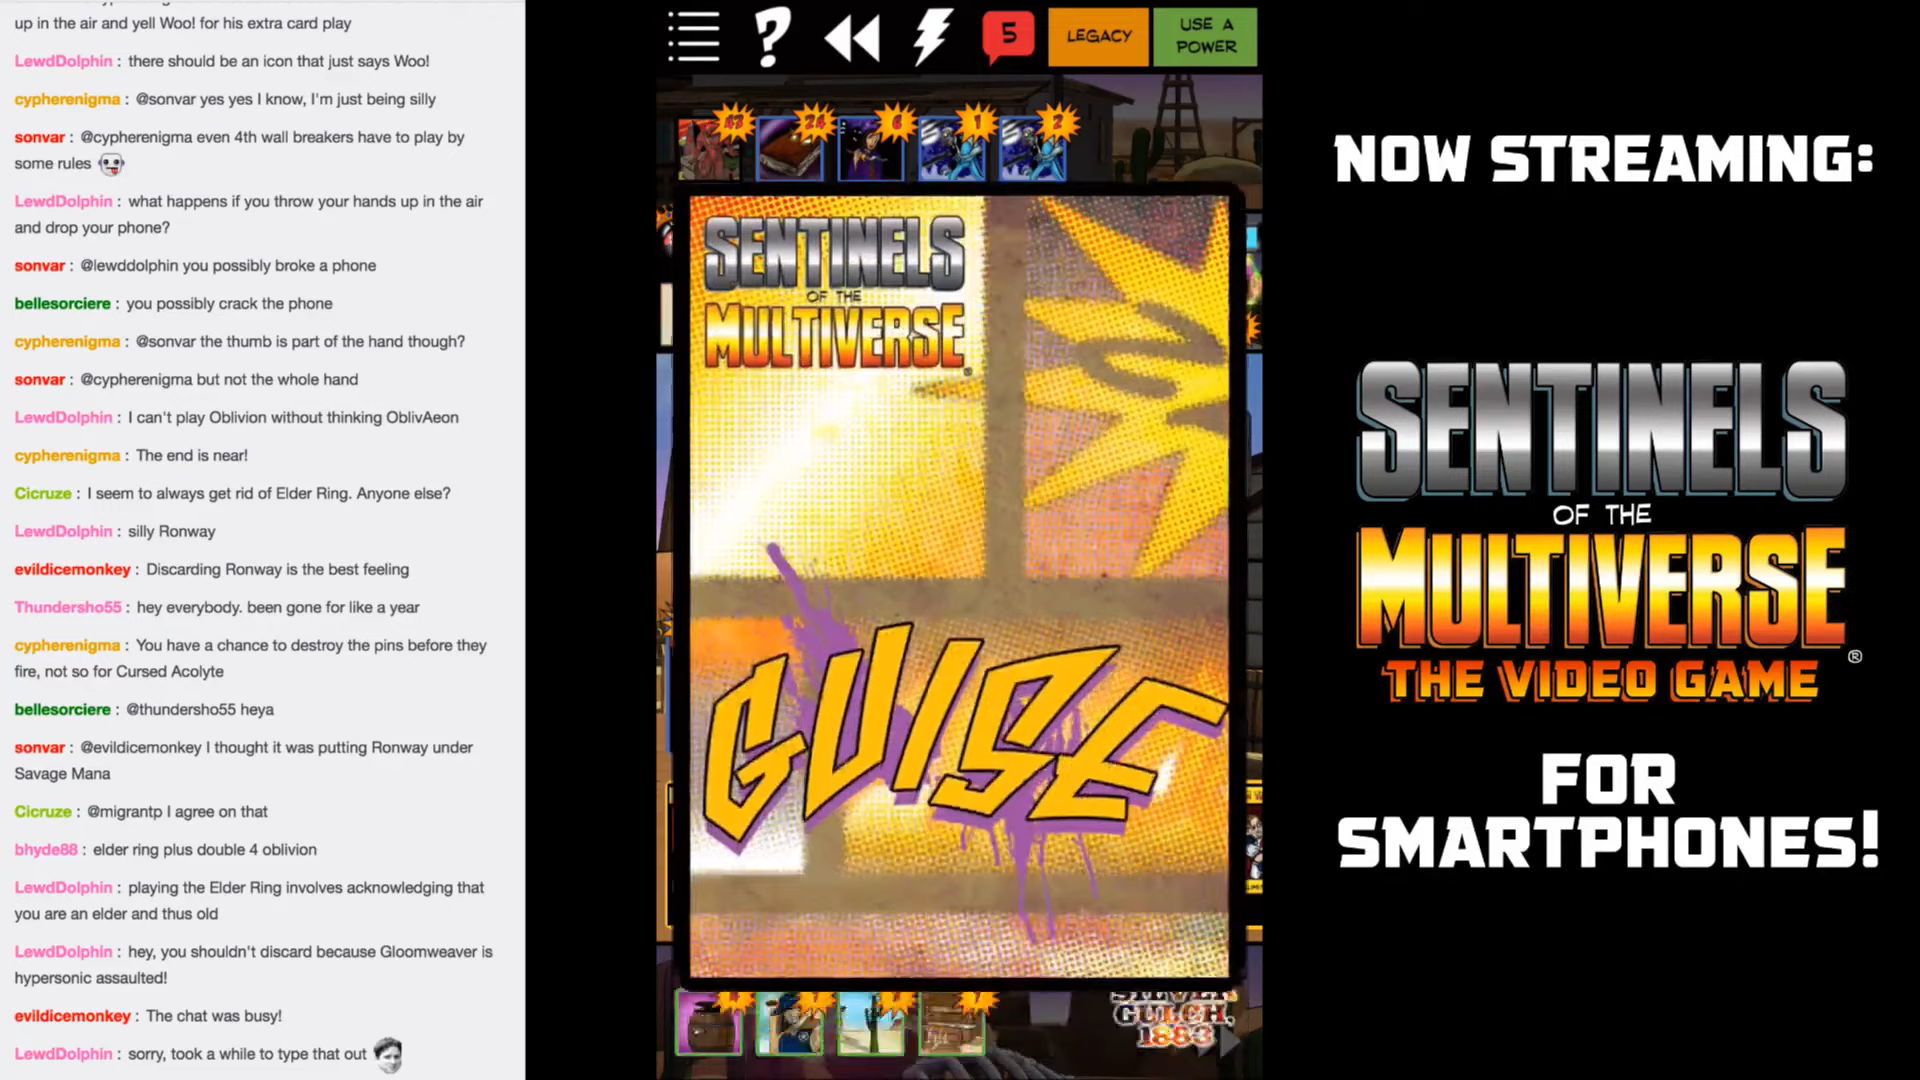 up in the air and yell Woo! for his extra card play
LewdDolphin : there should be an icon that just says Woo!
cypherenigma : @sonvar yes yes I know, I'm just being silly
sonvar : @cypherenigma even 4th wall breakers have to play by
some rules
LewdDolphin : what happens if you throw your hands up in the air
and drop your phone?
sonvar : @lewddolphin you possibly broke a phone
bellesorciere : you possibly crack the phone
cypherenigma : @sonvar the thumb is part of the hand though?
sonvar : @cypherenigma but not the whole hand
LewdDolphin : I can't play Oblivion without thinking OblivAeon
cypherenigma : The end is near!
Cicruze : I seem to always get rid of Elder Ring. Anyone else?
LewdDolphin : silly Ronway
evildicemonkey : Discarding Ronway is the best feeling
Thundersho55 : hey everybody. been gone for like a year
cypherenigma : You have a chance to destroy the pins before they
fire, not so for Cursed Acolyte
bellesorciere : @thundersho55 heya
sonvar : @evildicemonkey I thought it was putting Ronway under
Savage Mana
Cicruze : @migrantp I agree on that
bhyde88 : elder ring plus double 4 oblivion
LewdDolphin : playing the Elder Ring involves acknowledging that
you are an elder and thus old
LewdDolphin : hey, you shouldn't discard because Gloomweaver is
hypersonic assaulted!
evildicemonkey : The chat was busy!
LewdDolphin : sorry, took a while to type that out
?
5
LEGACY
USE A
POWER
43
24
6
1
2
SENTINELS
OF THE
MULTIVERSE
®
GUISE
7
SILVER
GULCH,
1883
NOW STREAMING:
SENTINELS
OF THE
MULTIVERSE
®
THE VIDEO GAME
FOR
SMARTPHONES!